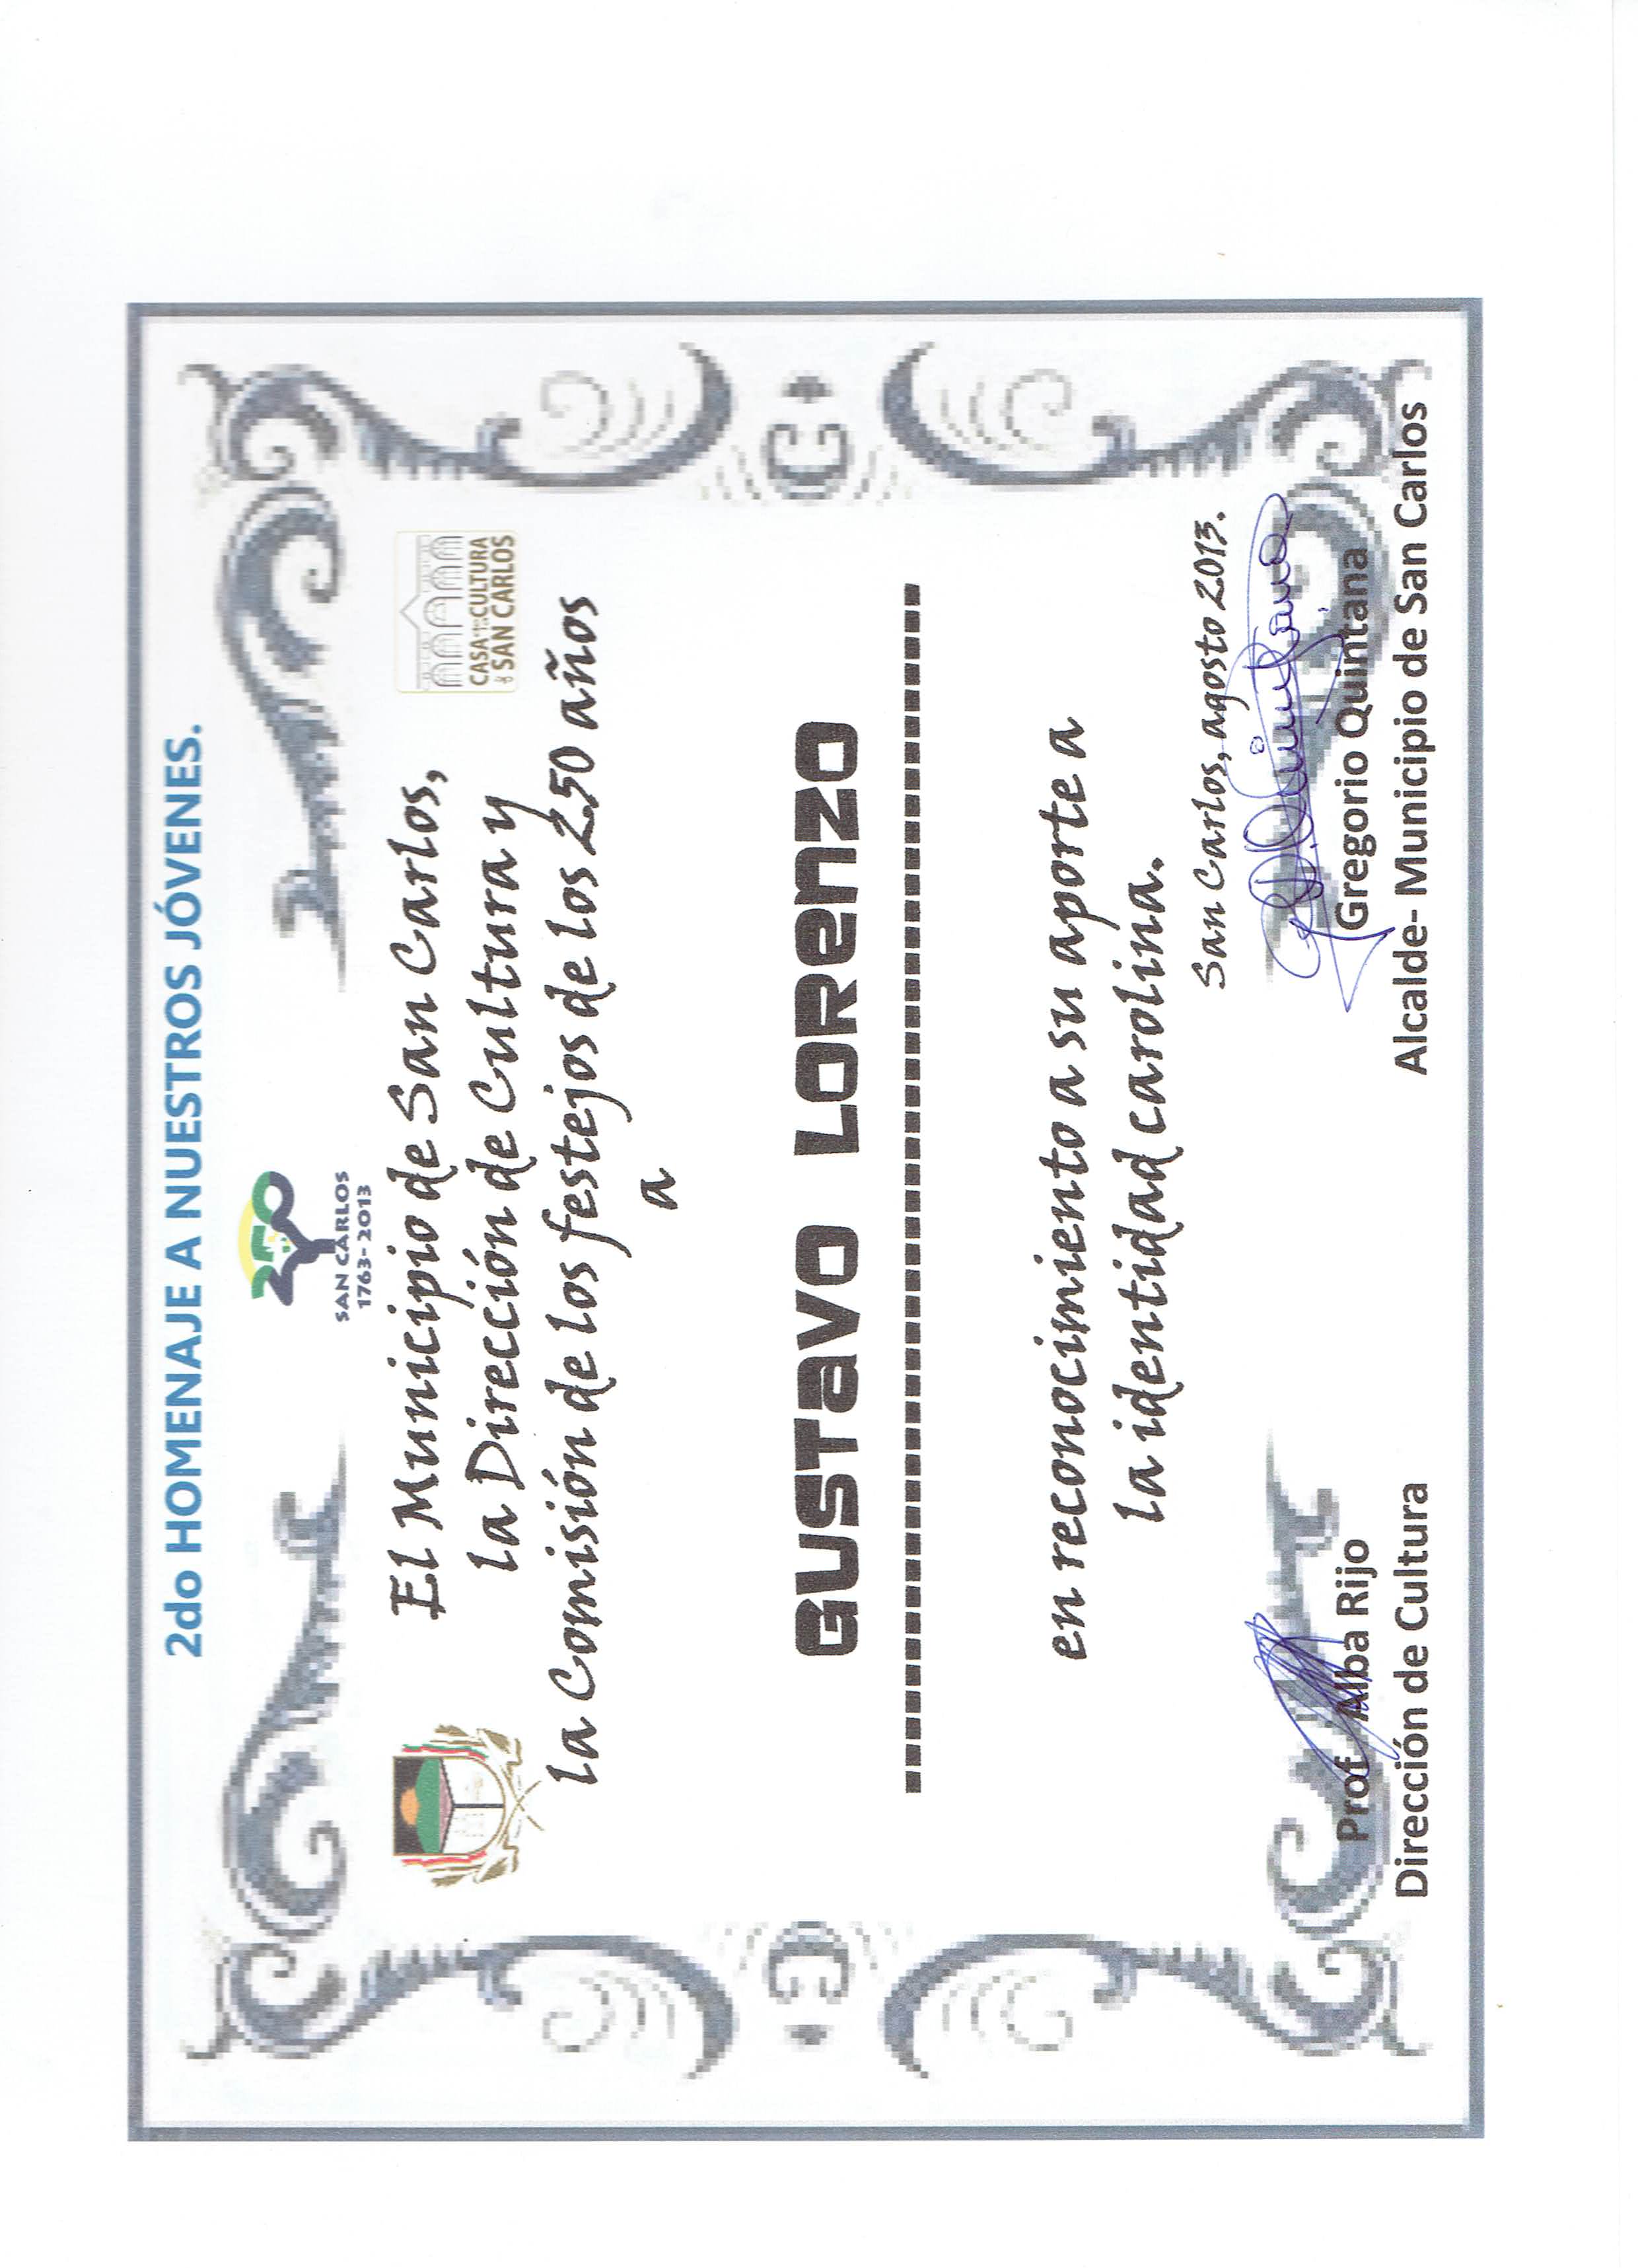 2do HOMENAJE A NUESTROS JÓVENES.
250
SAN CARLOS
1763-2013
El Municipio de San Carlos,
la Dirección de Cultura y
la Comisión de los festejos de los 250 años
a
CASA de la CULTURA
de SAN CARLOS
GUSTAVO LORENZO
en reconocimiento a su aporte a
la identidad carolina.
San Carlos, agosto 2013.
G.D. Quintana
Prof. Alba Rijo
Dirección de Cultura
Gregorio Quintana
Alcalde- Municipio de San Carlos